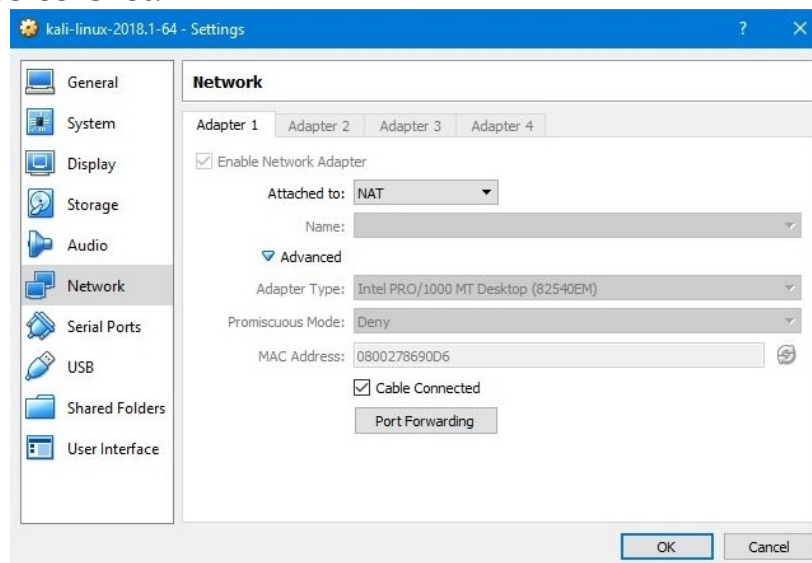 kali-linux-2018.1-64 - Settings
?
General
System
Display
Storage
Audio
Network
Serial Ports
USB
Shared Folders
User Interface
Network
Adapter 1 Adapter 2 Adapter 3 Adapter 4
Enable Network Adapter
Attached to: NAT
Name:
Advanced
Adapter Type: Intel PRO/1000 MT Desktop (82540EM)
Promiscuous Mode: Deny
MAC Address: 0800278690D6
Cable Connected
Port Forwarding
OK Cancel